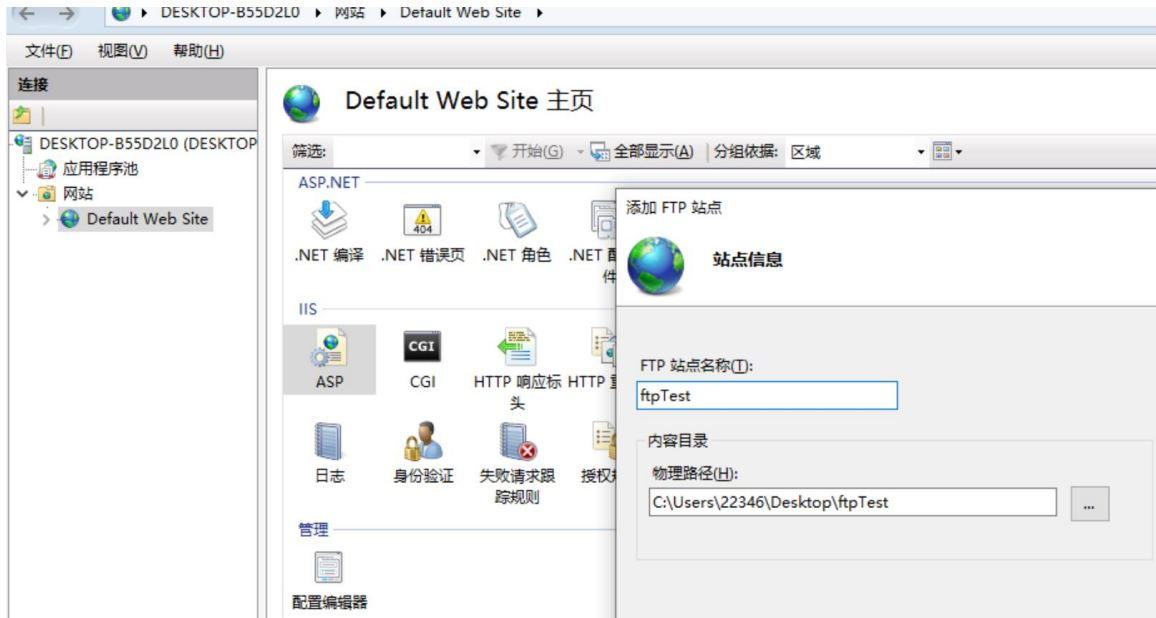 DESKTOP-B55D2L0 网站 Default Web Site
文件(F) 视图(V) 帮助(H)
连接
DESKTOP-B55D2L0 (DESKTOP
应用程序池
网站
Default Web Site
Default Web Site 主页
筛选: 开始(G) 全部显示(A) 分组依据: 区域
ASP.NET
.NET 编译
404
.NET 错误页
.NET 角色
.NET
IIS
ASP
CGI
CGI
HTTP 响应标
头
HTTP
日志
身份验证
失败请求跟
踪规则
授权
管理
配置编辑器
添加 FTP 站点
站点信息
FTP 站点名称(T):
ftpTest
内容目录
物理路径(H):
C:\Users\22346\Desktop\ftpTest
...